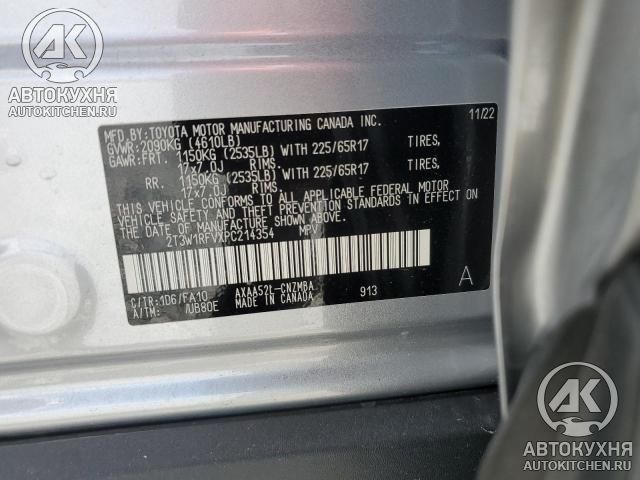 AK
АВТОКУХНЯ
AUTOKITCHEN.RU
MFD. BY: TOYOTA MOTOR MANUFACTURING CANADA INC. 11/22
GVWR: 2090KG (4610LB)
GAWR: FRT. 1150KG (2535LB) WITH 225/65R17 TIRES,
17x7.0J RIMS.
RR. 1150KG (2535LB) WITH 225/65R17 TIRES,
17x7.0J RIMS.
THIS VEHICLE CONFORMS TO ALL APPLICABLE FEDERAL MOTOR
VEHICLE SAFETY AND THEFT PREVENTION STANDARDS IN EFFECT ON
THE DATE OF MANUFACTURE SHOWN ABOVE.
2T3W1RFVXPC214354 MPV
C/TR: 1D6/FA10 AXAA52L-CNZMBA
A/TM: /UB80E MADE IN CANADA 913 A
AK
АВТОКУХНЯ
AUTOKITCHEN.RU